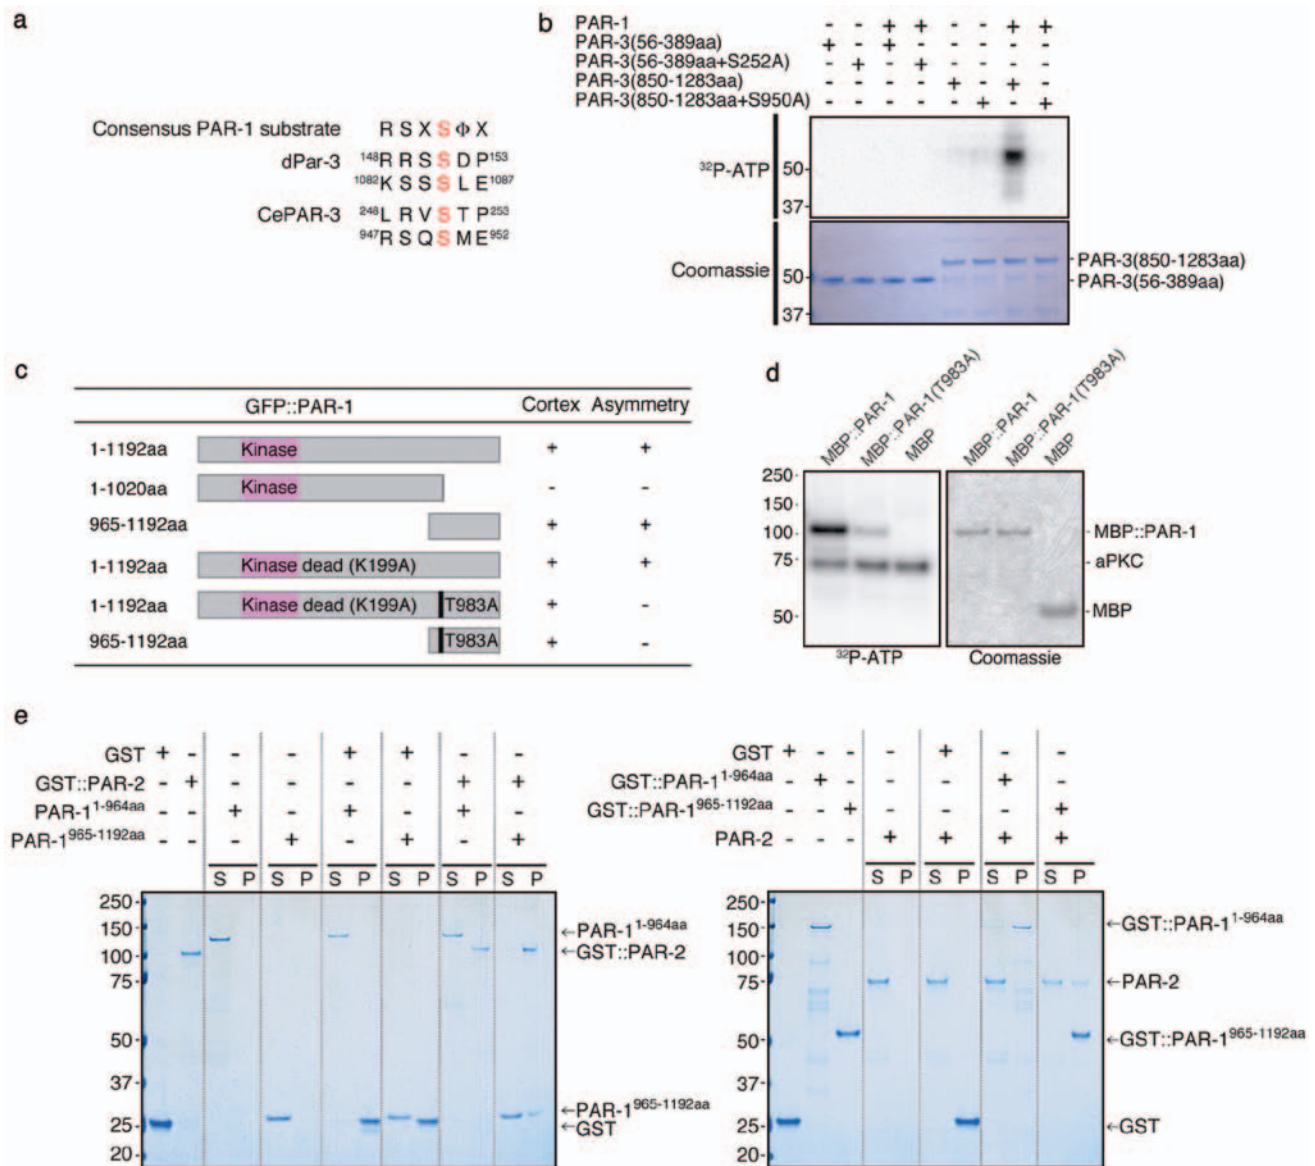 a
Consensus PAR-1 substrate R S X S Φ X
dPar-3 148R R S S D P153
1082K S S S L E1087
CePAR-3 248L R V S T P253
947R S Q S M E952
b
PAR-1 - - + + - - + +
PAR-3(56-389aa) + - + - - - - -
PAR-3(56-389aa+S252A) - + - + - - - -
PAR-3(850-1283aa) - - - - + - + -
PAR-3(850-1283aa+S950A) - - - - - + - +
32P-ATP
50-
37-
Coomassie
50-
37-
PAR-3(850-1283aa)
PAR-3(56-389aa)
c
GFP::PAR-1 Cortex Asymmetry
1-1192aa Kinase + +
1-1020aa Kinase - -
965-1192aa + +
1-1192aa Kinase dead (K199A) + +
1-1192aa Kinase dead (K199A) T983A + -
965-1192aa T983A + -
d
MBP::PAR-1
MBP::PAR-1(T983A)
MBP
MBP::PAR-1
MBP::PAR-1(T983A)
MBP
250-
150-
100-
75-
50-
-MBP::PAR-1
-aPKC
-MBP
32P-ATP Coomassie
e
GST + - - - + + - -
GST::PAR-2 - + - - - - + +
PAR-1 1-964aa - - + - + - + -
PAR-1 965-1192aa - - - + - + - +
S P S P S P S P S P S P
250-
150-
100-
75-
50-
37-
25-
20-
←PAR-1 1-964aa
←GST::PAR-2
←PAR-1 965-1192aa
←GST
GST + - - - + - -
GST::PAR-1 1-964aa - + - - - + -
GST::PAR-1 965-1192aa - - + - - - +
PAR-2 - - - + + + +
S P S P S P S P
250-
150-
100-
75-
50-
37-
25-
20-
←GST::PAR-1 1-964aa
←PAR-2
←GST::PAR-1 965-1192aa
←GST